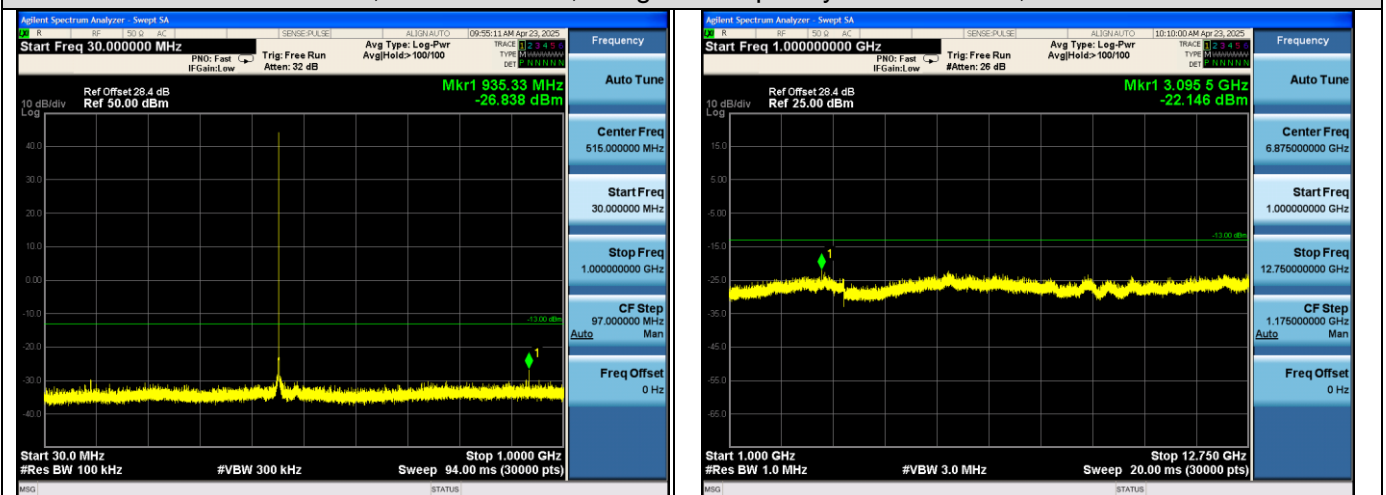 Agilent Spectrum Analyzer - Swept SA
R RF 50 Ω AC SENSE:PULSE ALIGNAUTO 09:55:11 AM Apr 23, 2025
Start Freq 30.000000 MHz
PNO: Fast
IFGain:Low
Trig: Free Run
Atten: 32 dB
Avg Type: Log-Pwr
Avg|Hold:>100/100
TRACE 1 2 3 4 5 6
TYPE M
DET P N N N N N
Mkr1 935.33 MHz
-26.838 dBm
Ref Offset 28.4 dB
10 dB/div Ref 50.00 dBm
Log
40.0
30.0
20.0
10.0
0.00
-10.0
-20.0
-30.0
-40.0
-13.00 dBm
1
Start 30.0 MHz Stop 1.0000 GHz
#Res BW 100 kHz #VBW 300 kHz Sweep 94.00 ms (30000 pts)
MSG STATUS
Frequency
Auto Tune
Center Freq
515.000000 MHz
Start Freq
30.000000 MHz
Stop Freq
1.000000000 GHz
CF Step
97.000000 MHz
Auto Man
Freq Offset
0 Hz
Agilent Spectrum Analyzer - Swept SA
R RF 50 Ω AC SENSE:PULSE ALIGNAUTO 10:10:00 AM Apr 23, 2025
Start Freq 1.000000000 GHz
PNO: Fast
IFGain:Low
Trig: Free Run
#Atten: 26 dB
Avg Type: Log-Pwr
Avg|Hold:>100/100
TRACE 1 2 3 4 5 6
TYPE M
DET P N N N N N
Mkr1 3.095 5 GHz
-22.146 dBm
Ref Offset 28.4 dB
10 dB/div Ref 25.00 dBm
Log
15.0
5.00
-5.00
-15.0
-25.0
-35.0
-45.0
-55.0
-65.0
-13.00 dBm
1
Start 1.000 GHz Stop 12.750 GHz
#Res BW 1.0 MHz #VBW 3.0 MHz Sweep 20.00 ms (30000 pts)
MSG STATUS
Frequency
Auto Tune
Center Freq
6.875000000 GHz
Start Freq
1.000000000 GHz
Stop Freq
12.750000000 GHz
CF Step
1.175000000 GHz
Auto Man
Freq Offset
0 Hz